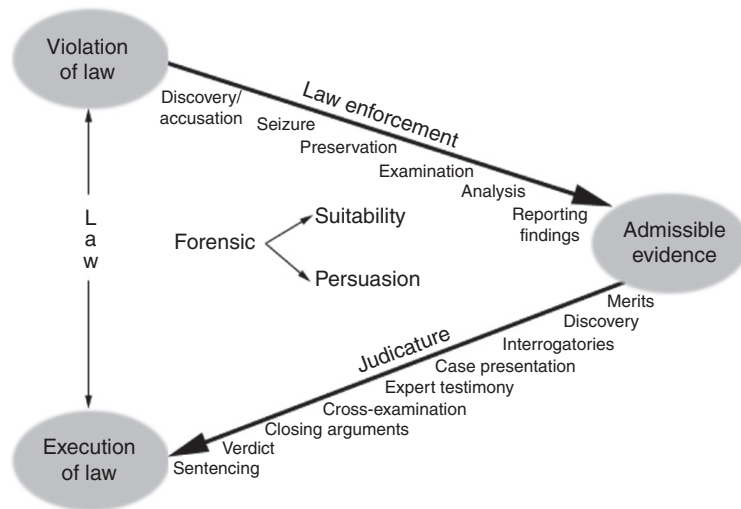 Violation
of law
Law enforcement
Discovery/
accusation
Seizure
Preservation
Examination
Analysis
Reporting
findings
Admissible
evidence
Law
Forensic
Suitability
Persuasion
Merits
Discovery
Interrogatories
Case presentation
Expert testimony
Cross-examination
Closing arguments
Verdict
Sentencing
Judicature
Execution
of law